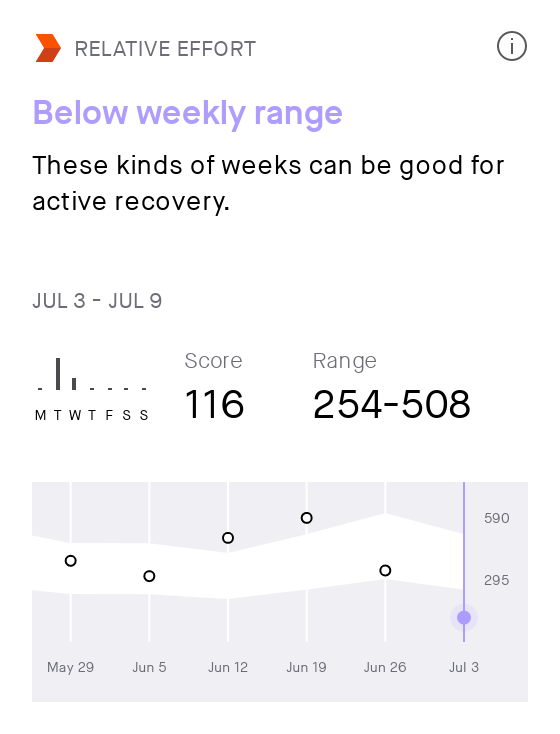 RELATIVE EFFORT
Below weekly range
These kinds of weeks can be good for
active recovery.
JUL 3 - JUL 9
Score Range
116 254-508
M T W T F S S
590
295
May 29 Jun 5 Jun 12 Jun 19 Jun 26 Jul 3